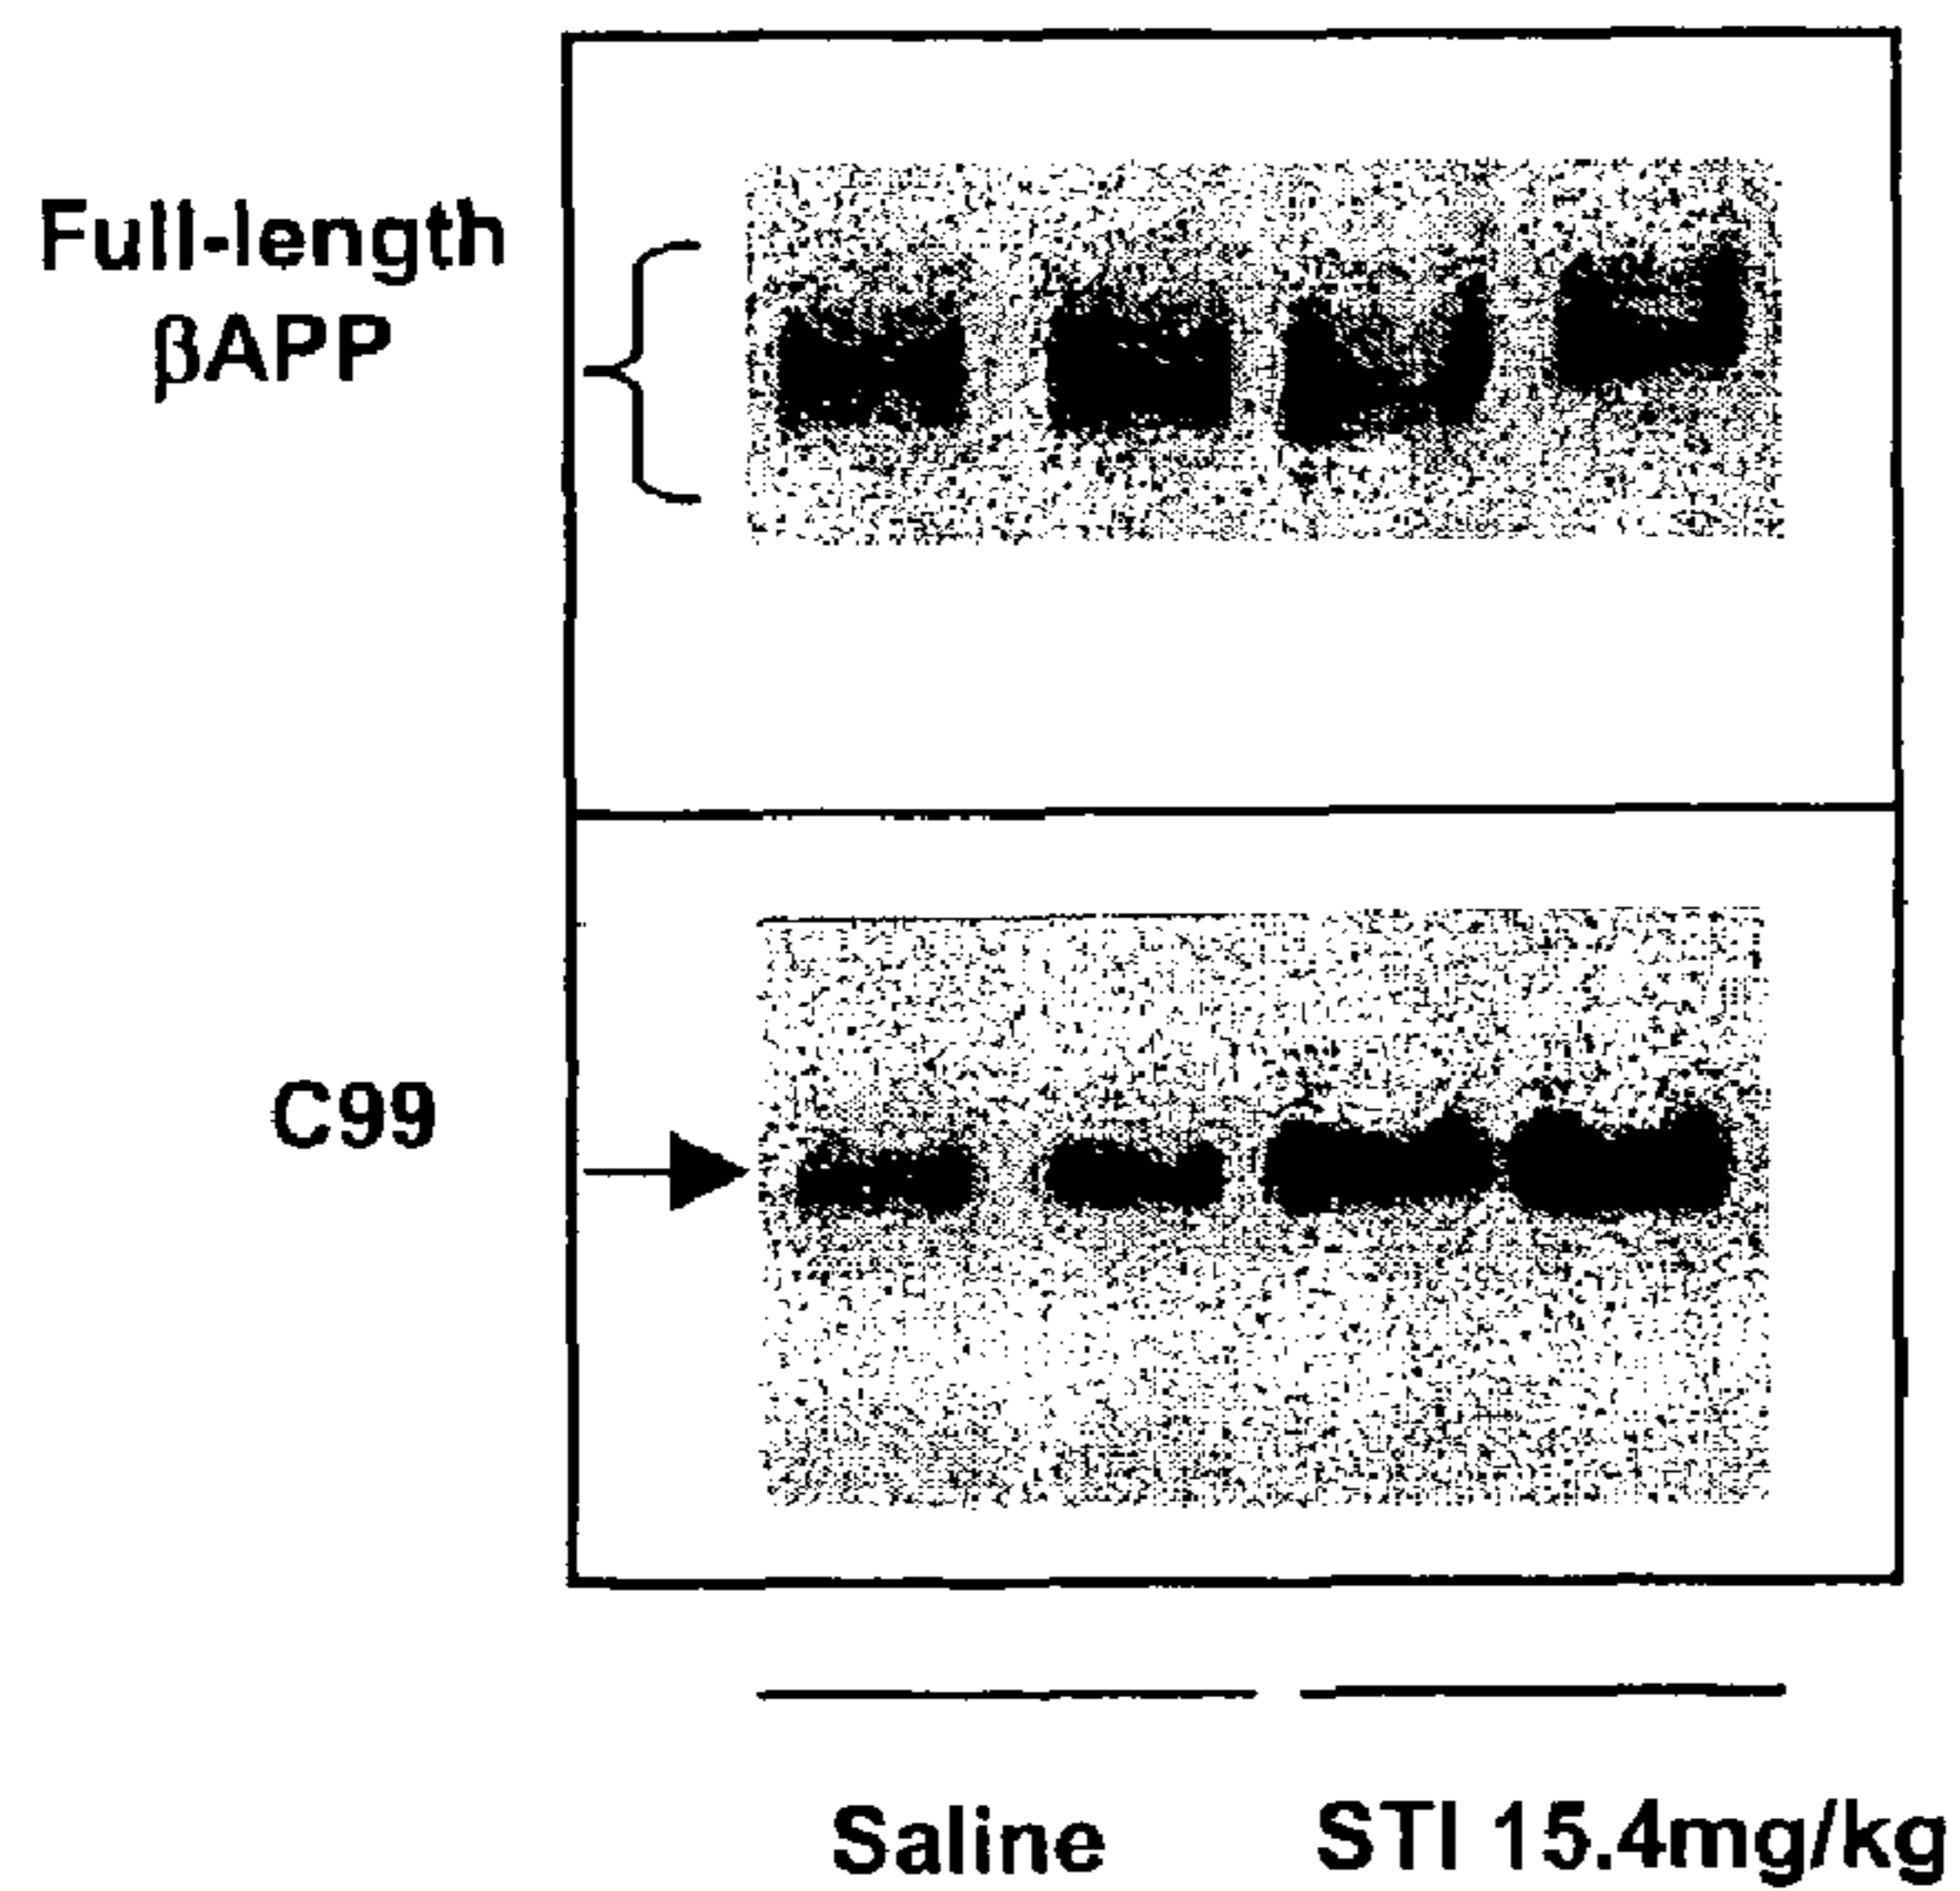 Full-length
βAPP
C99
Saline
STI 15.4mg/kg